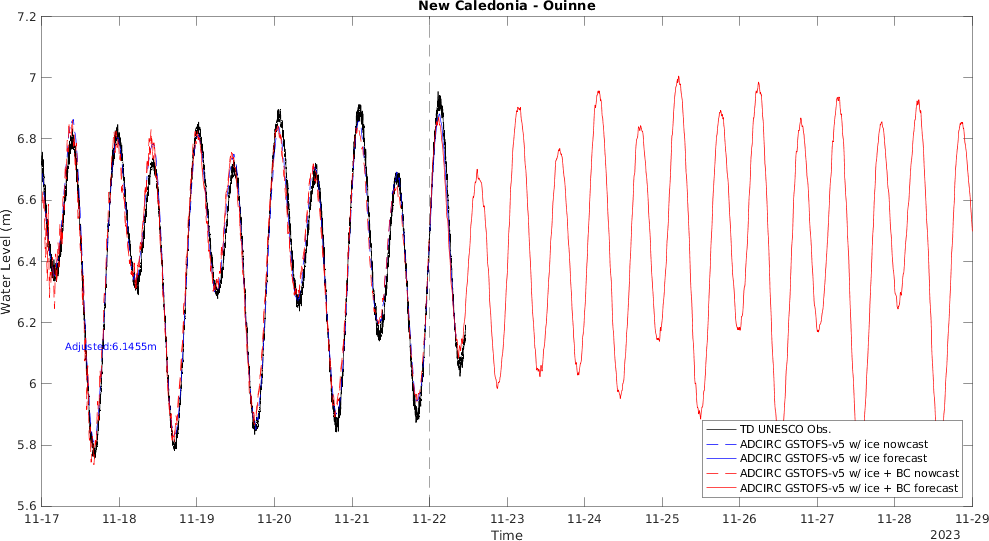 New Caledonia - Ouinne
7.2
7
6.8
6.6
6.4
6.2
6
5.8
5.6
Water Level (m)
Adjusted:6.1455m
TD UNESCO Obs.
ADCIRC GSTOFS-v5 w/ ice nowcast
ADCIRC GSTOFS-v5 w/ ice forecast
ADCIRC GSTOFS-v5 w/ ice + BC nowcast
ADCIRC GSTOFS-v5 w/ ice + BC forecast
11-17 11-18 11-19 11-20 11-21 11-22 11-23 11-24 11-25 11-26 11-27 11-28 11-29
Time
2023